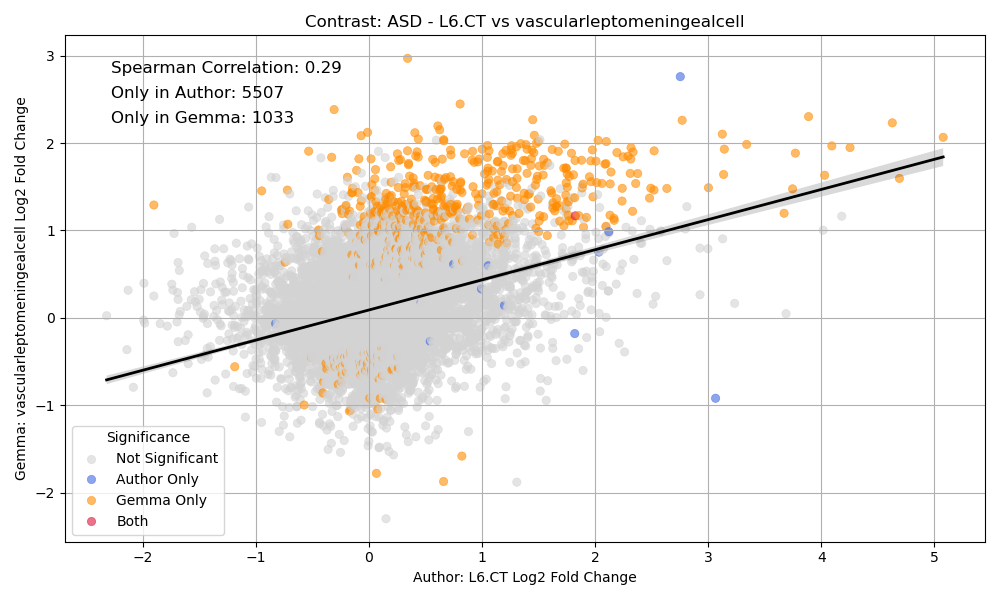 Contrast: ASD - L6.CT vs vascularleptomeningealcell
Spearman Correlation: 0.29
Only in Author: 5507
Only in Gemma: 1033
Gemma: vascularleptomeningealcell Log2 Fold Change
3
2
1
0
−1
−2
Significance
Not Significant
Author Only
Gemma Only
Both
−2 −1 0 1 2 3 4 5
Author: L6.CT Log2 Fold Change